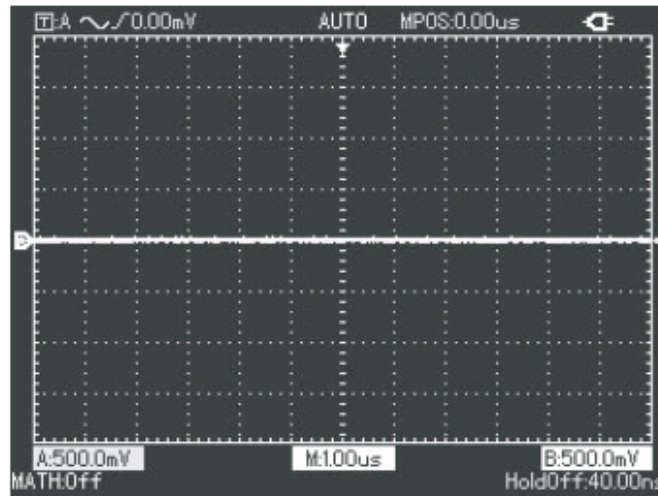 T:A 0.00mV AUTO MPOS:0.00us
A:500.0mV M:1.00us B:500.0mV
MATH:Off HoldOff:40.00ns